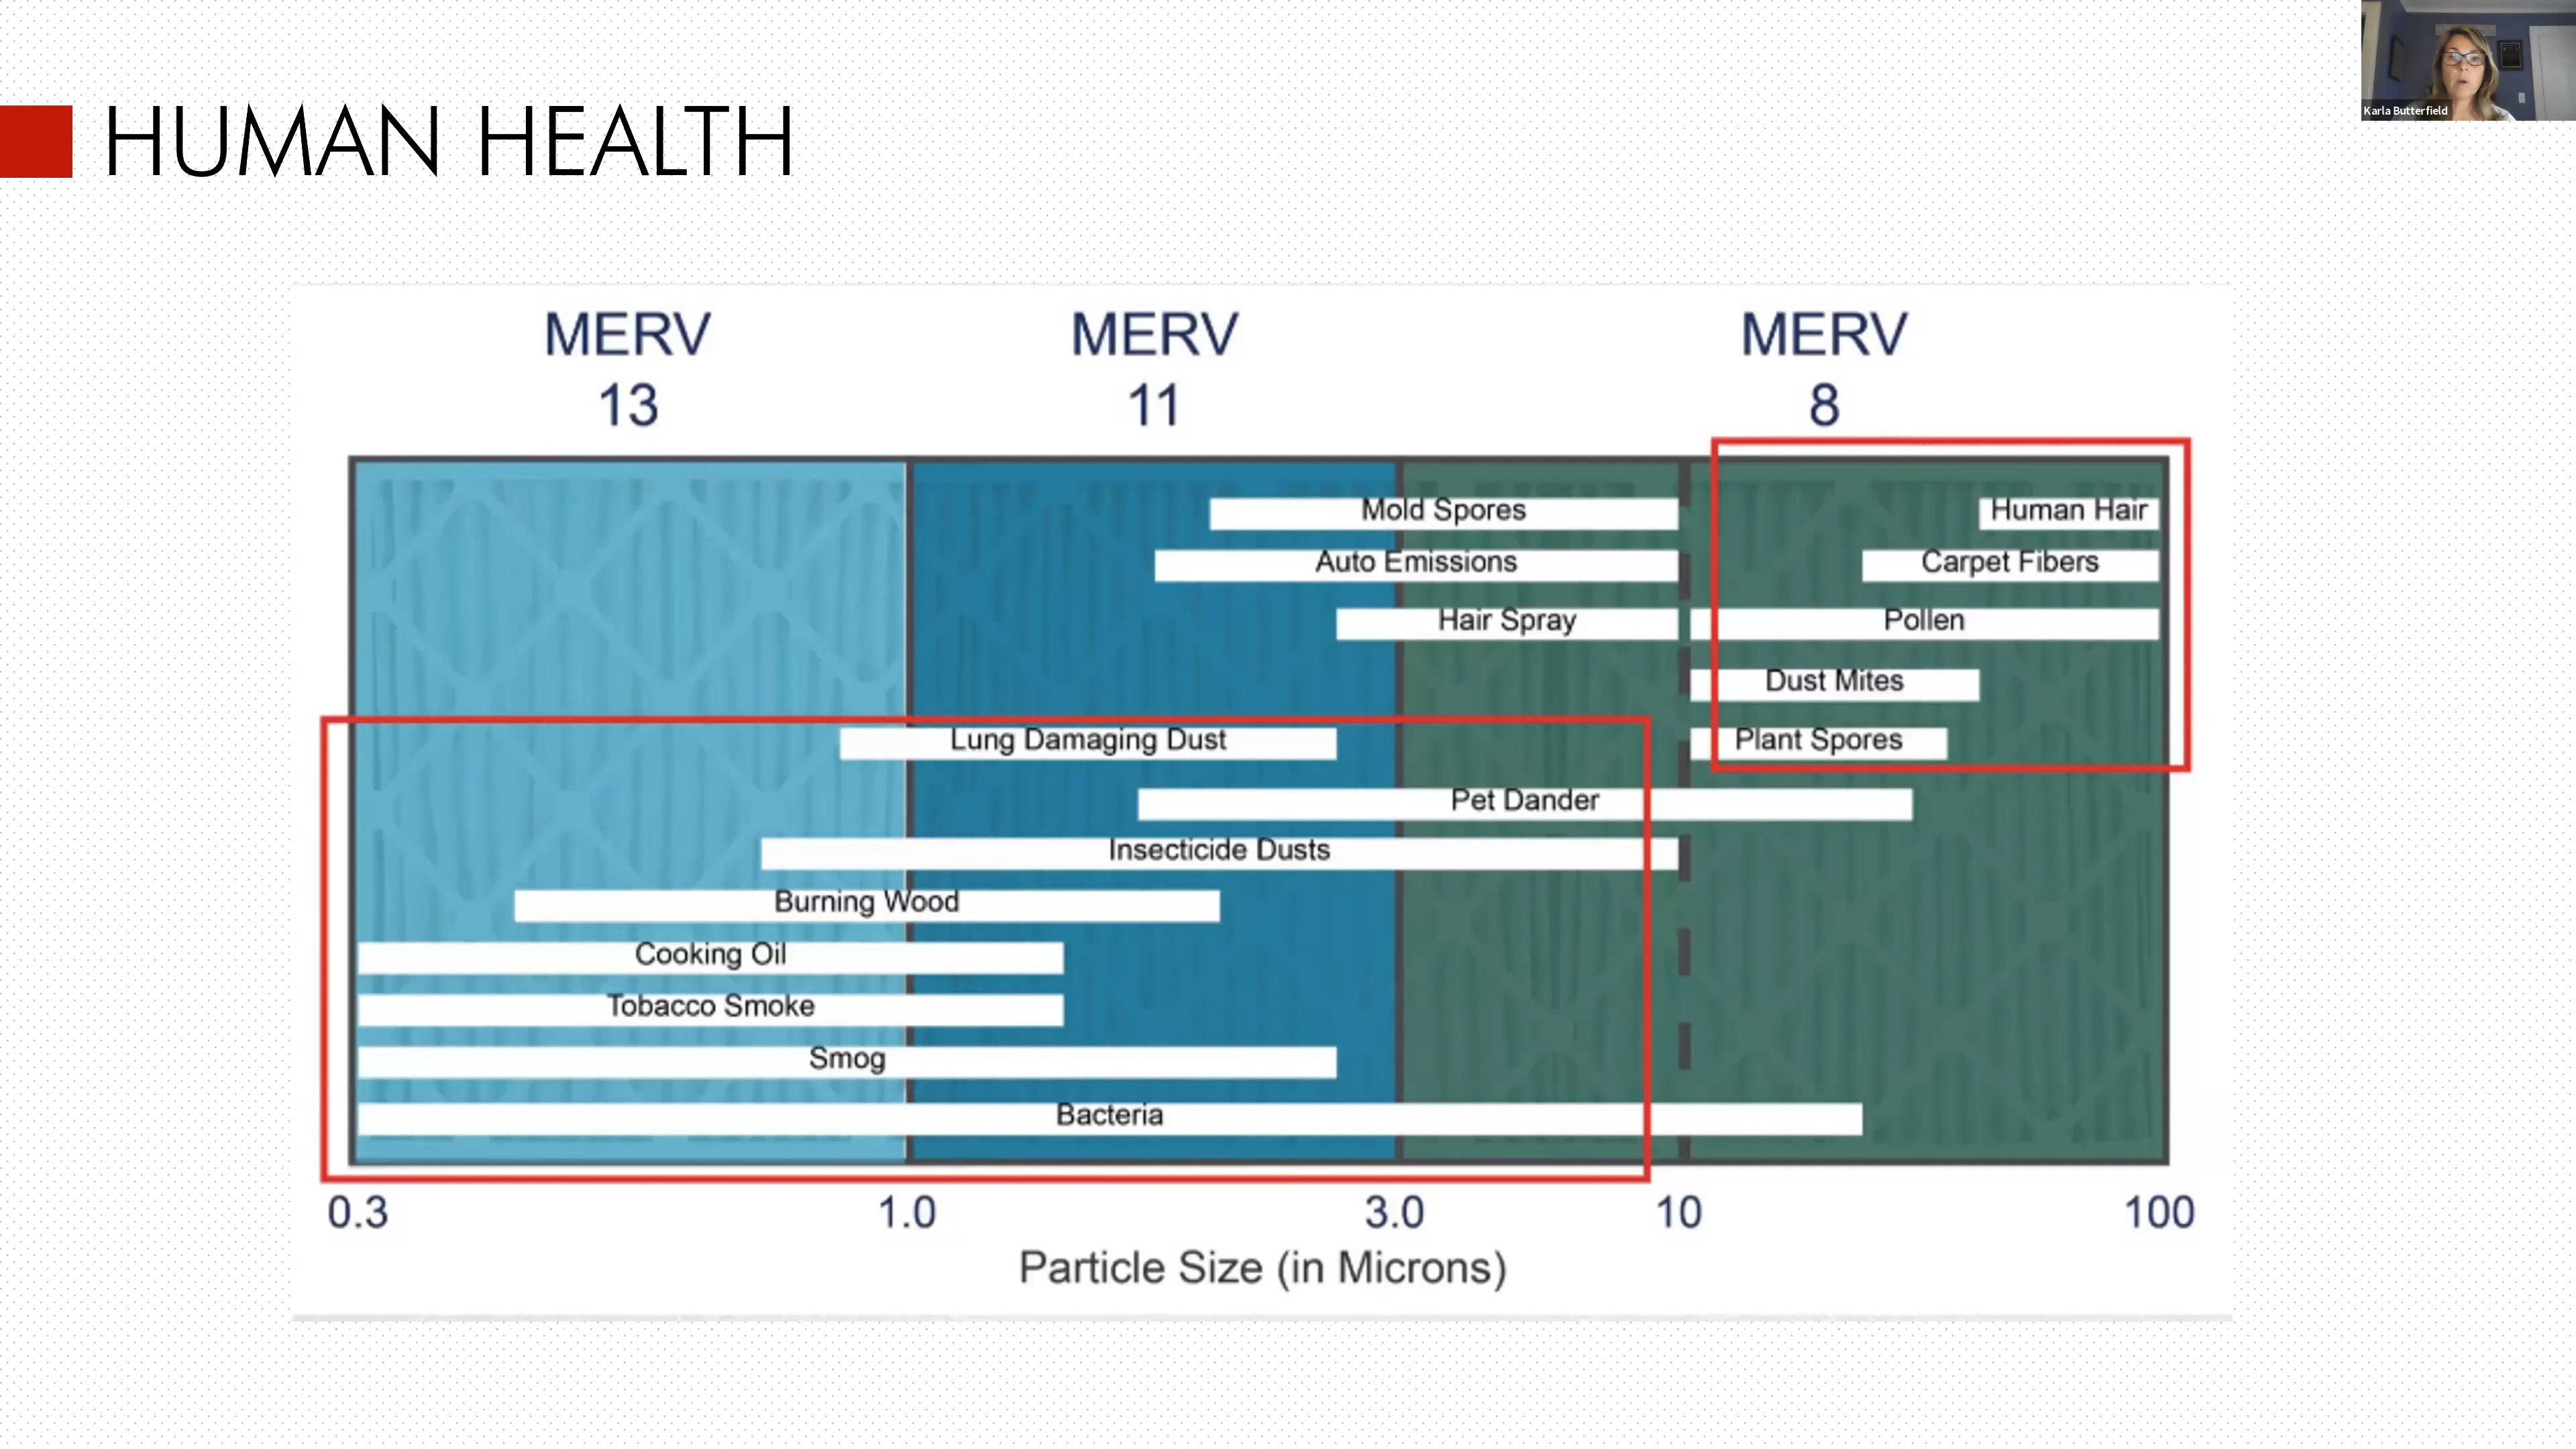 Karla Butterfield
HUMAN HEALTH
MERV
13
MERV
11
MERV
8
Mold Spores
Human Hair
Auto Emissions
Carpet Fibers
Hair Spray
Pollen
Dust Mites
Lung Damaging Dust
Plant Spores
Pet Dander
Insecticide Dusts
Burning Wood
Cooking Oil
Tobacco Smoke
Smog
Bacteria
0.3 1.0 3.0 10 100
Particle Size (in Microns)